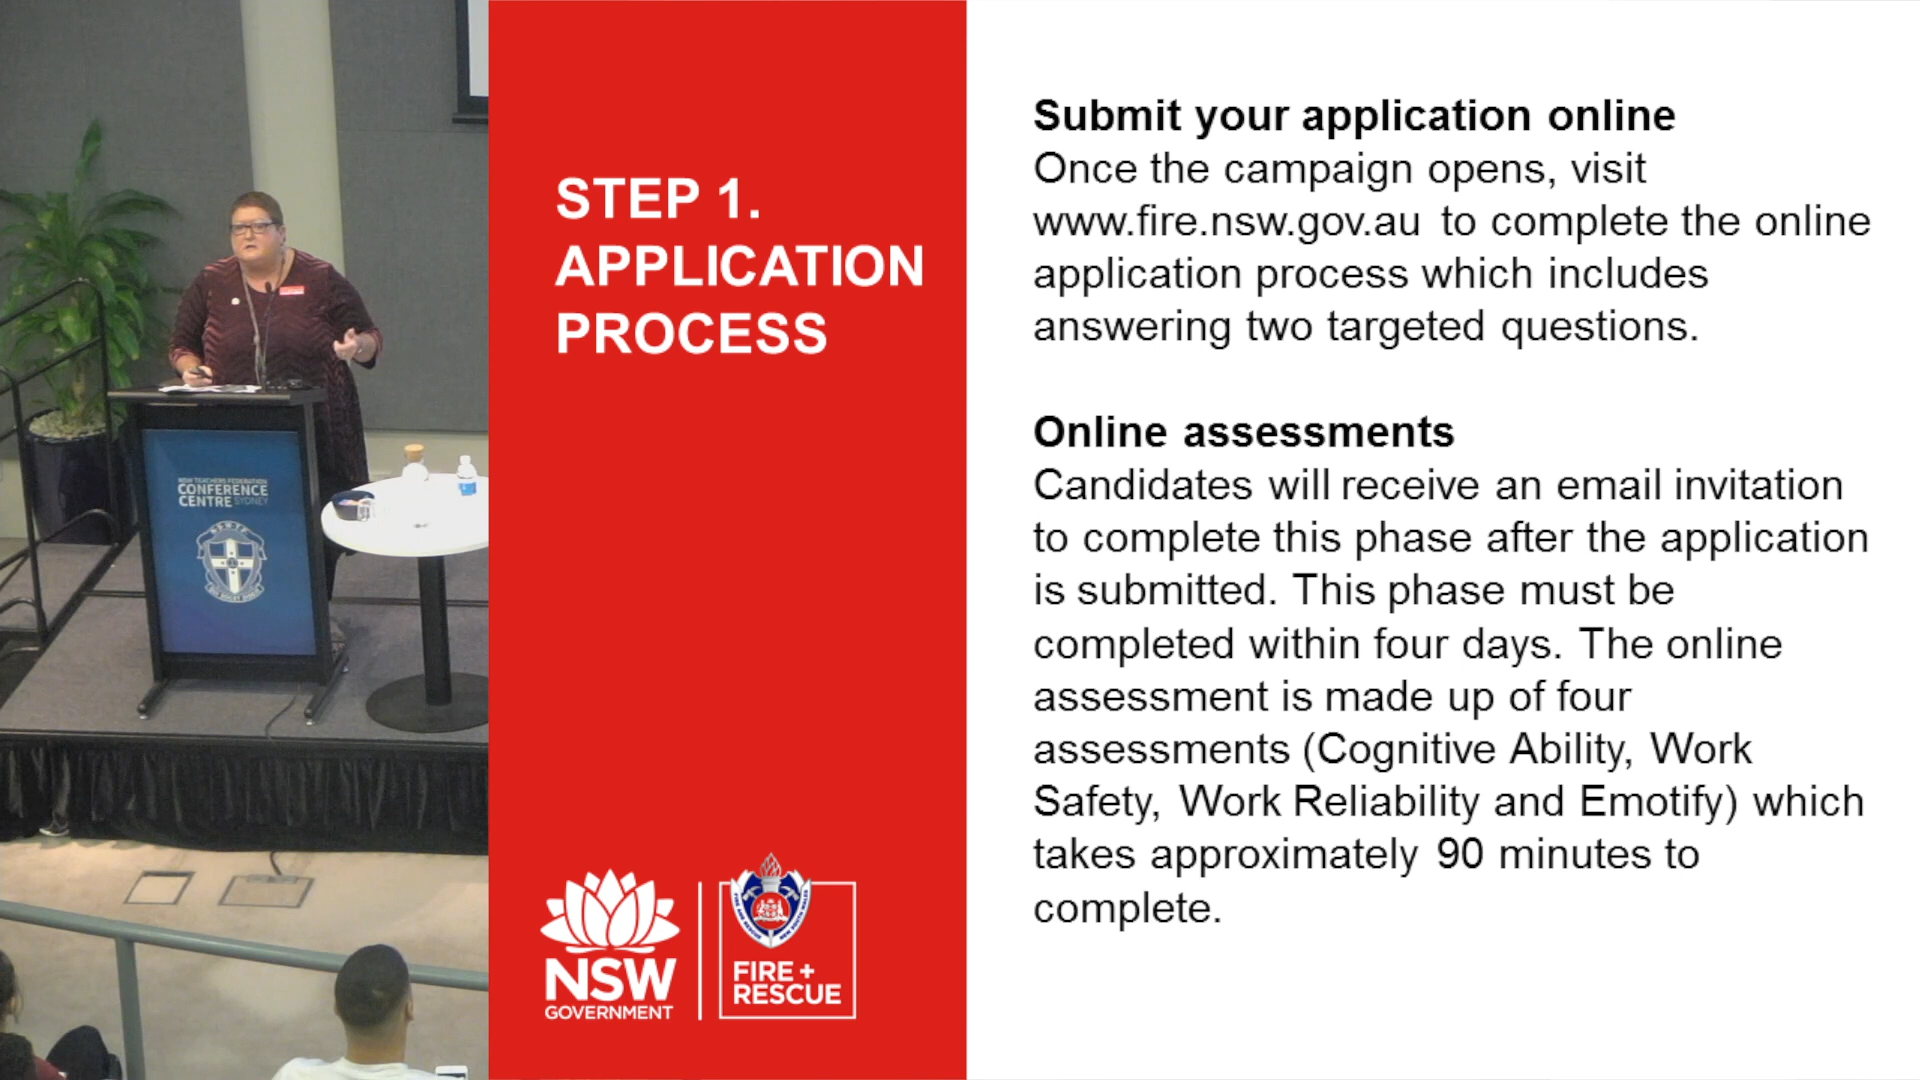 STEP 1.
APPLICATION
PROCESS
NSW
GOVERNMENT
FIRE +
RESCUE
Submit your application online
Once the campaign opens, visit
www.fire.nsw.gov.au to complete the online
application process which includes
answering two targeted questions.
Online assessments
Candidates will receive an email invitation
to complete this phase after the application
is submitted. This phase must be
completed within four days. The online
assessment is made up of four
assessments (Cognitive Ability, Work
Safety, Work Reliability and Emotify) which
takes approximately 90 minutes to
complete.
NSW TEACHERS FEDERATION
CONFERENCE
CENTRE SYDNEY